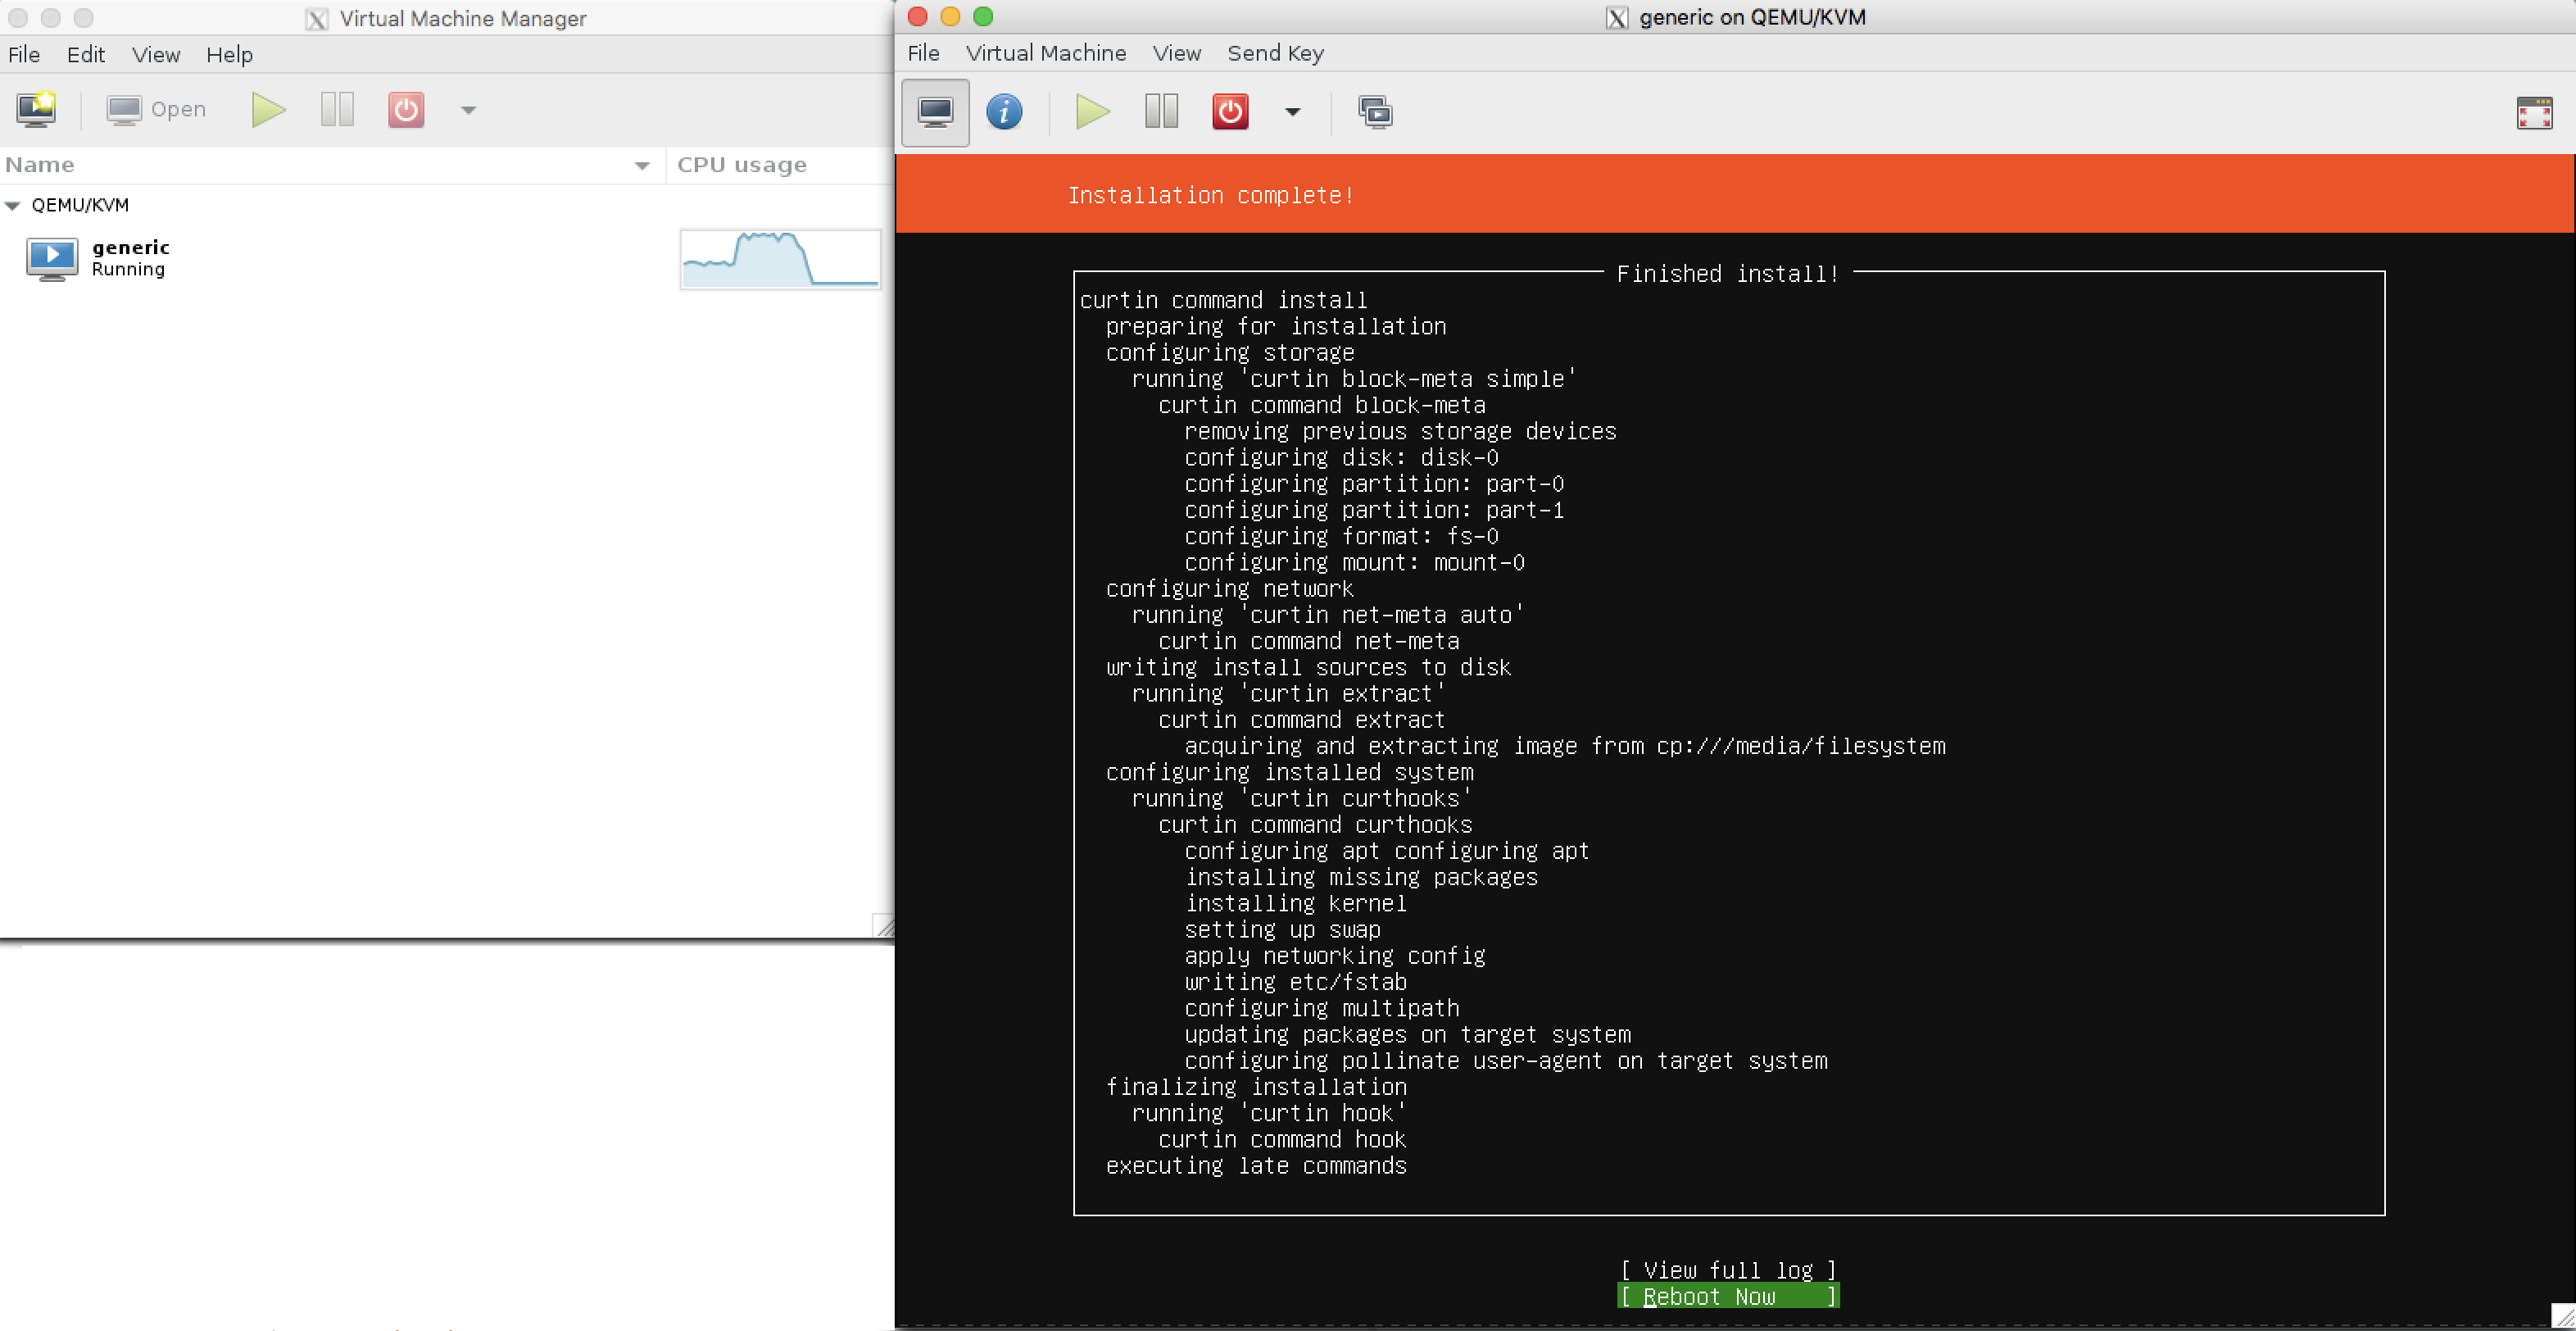 Virtual Machine Manager
File Edit View Help
Open
Name CPU usage
QEMU/KVM
generic
Running
generic on QEMU/KVM
File Virtual Machine View Send Key
Installation complete!
Finished install!
curtin command install
preparing for installation
configuring storage
running 'curtin block-meta simple'
curtin command block-meta
removing previous storage devices
configuring disk: disk-0
configuring partition: part-0
configuring partition: part-1
configuring format: fs-0
configuring mount: mount-0
configuring network
running 'curtin net-meta auto'
curtin command net-meta
writing install sources to disk
running 'curtin extract'
curtin command extract
acquiring and extracting image from cp:///media/filesystem
configuring installed system
running 'curtin curthooks'
curtin command curthooks
configuring apt configuring apt
installing missing packages
installing kernel
setting up swap
apply networking config
writing etc/fstab
configuring multipath
updating packages on target system
configuring pollinate user-agent on target system
finalizing installation
running 'curtin hook'
curtin command hook
executing late commands
[ View full log ]
[ Reboot Now ]